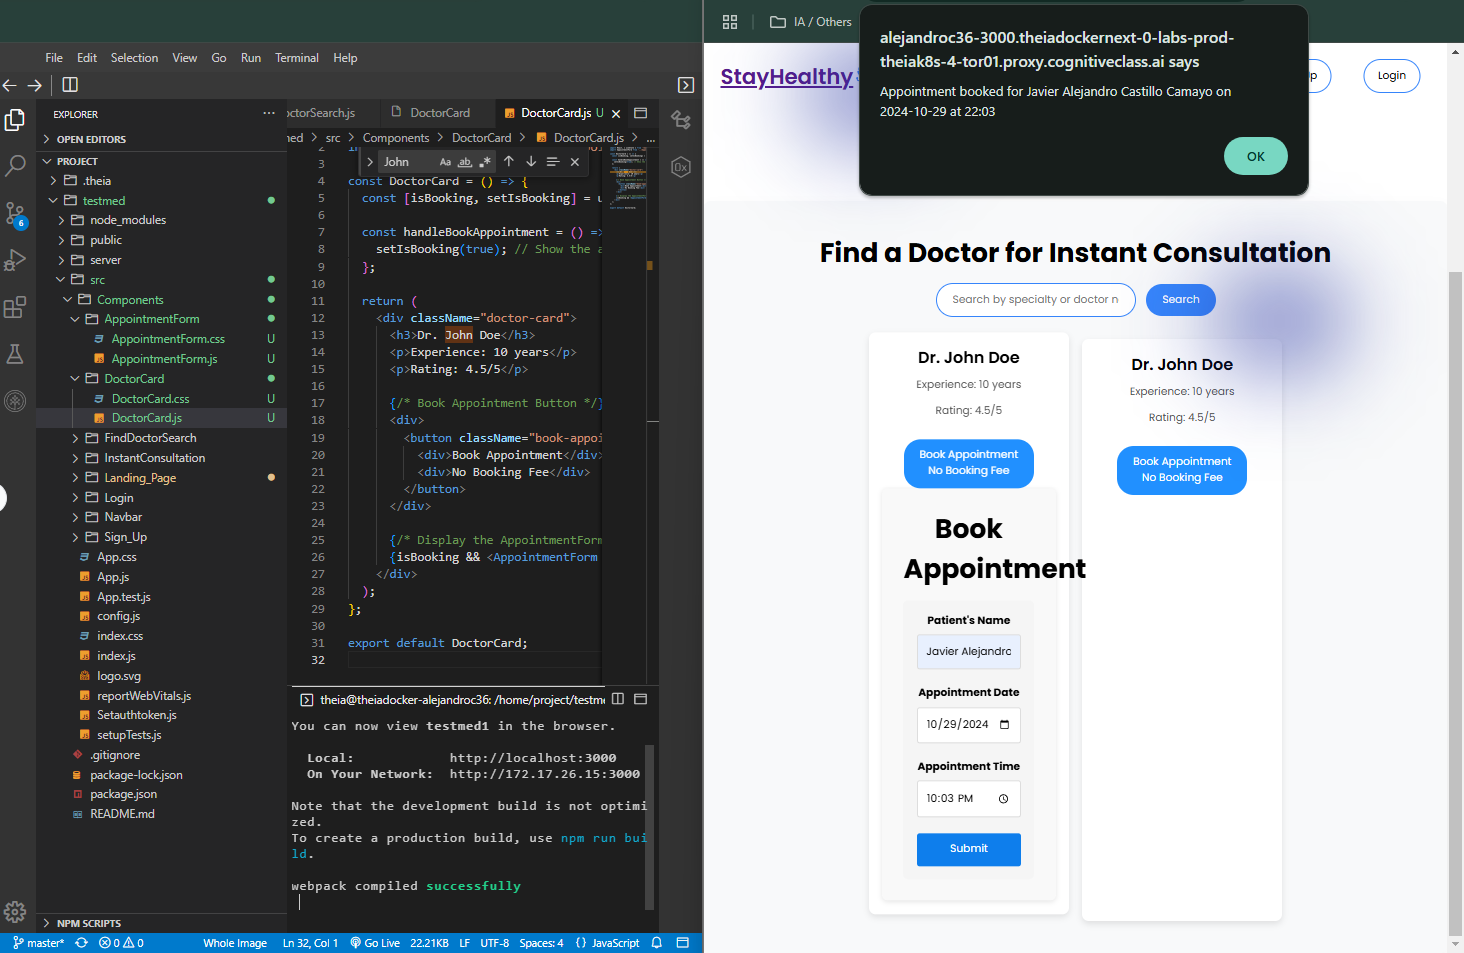 File Edit Selection View Go Run Terminal Help
EXPLORER
OPEN EDITORS
PROJECT
.theia
testmed
node_modules
public
server
src
Components
AppointmentForm
AppointmentForm.css U
AppointmentForm.js U
DoctorCard
DoctorCard.css U
DoctorCard.js U
FindDoctorSearch
InstantConsultation
Landing_Page
Login
Navbar
Sign_Up
App.css
App.js
App.test.js
config.js
index.css
index.js
logo.svg
reportWebVitals.js
Setauthtoken.js
setupTests.js
.gitignore
package-lock.json
package.json
README.md
NPM SCRIPTS
6
octorSearch.js DoctorCard DoctorCard.js U
med > src > Components > DoctorCard > DoctorCard.js > ...
John Aa ab
2
3
4 const DoctorCard = () => {
5 const [isBooking, setIsBooking] = u
6
7 const handleBookAppointment = () =>
8 setIsBooking(true); // Show the a
9 };
10
11 return (
12 <div className="doctor-card">
13 <h3>Dr. John Doe</h3>
14 <p>Experience: 10 years</p>
15 <p>Rating: 4.5/5</p>
16
17 {/* Book Appointment Button */}
18 <div>
19 <button className="book-appoi
20 <div>Book Appointment</div>
21 <div>No Booking Fee</div>
22 </button>
23 </div>
24
25 {/* Display the AppointmentForm
26 {isBooking && <AppointmentForm
27 </div>
28 );
29 };
30
31 export default DoctorCard;
32
theia@theiadocker-alejandroc36: /home/project/testme
You can now view testmed1 in the browser.
Local: http://localhost:3000
On Your Network: http://172.17.26.15:3000
Note that the development build is not optimi
zed.
To create a production build, use npm run bui
ld.
webpack compiled successfully
master* 0 0 Whole Image Ln 32, Col 1 Go Live 22.21KB LF UTF-8 Spaces: 4 {} JavaScript
IA / Others
alejandroc36-3000.theiadockernext-0-labs-prod-
theiak8s-4-tor01.proxy.cognitiveclass.ai says
Appointment booked for Javier Alejandro Castillo Camayo on
2024-10-29 at 22:03
OK
StayHealthy
p
Login
Find a Doctor for Instant Consultation
Search by specialty or doctor n
Search
Dr. John Doe
Experience: 10 years
Rating: 4.5/5
Book Appointment
No Booking Fee
Book
Appointment
Patient's Name
Javier Alejandro
Appointment Date
10/29/2024
Appointment Time
10:03 PM
Submit
Dr. John Doe
Experience: 10 years
Rating: 4.5/5
Book Appointment
No Booking Fee